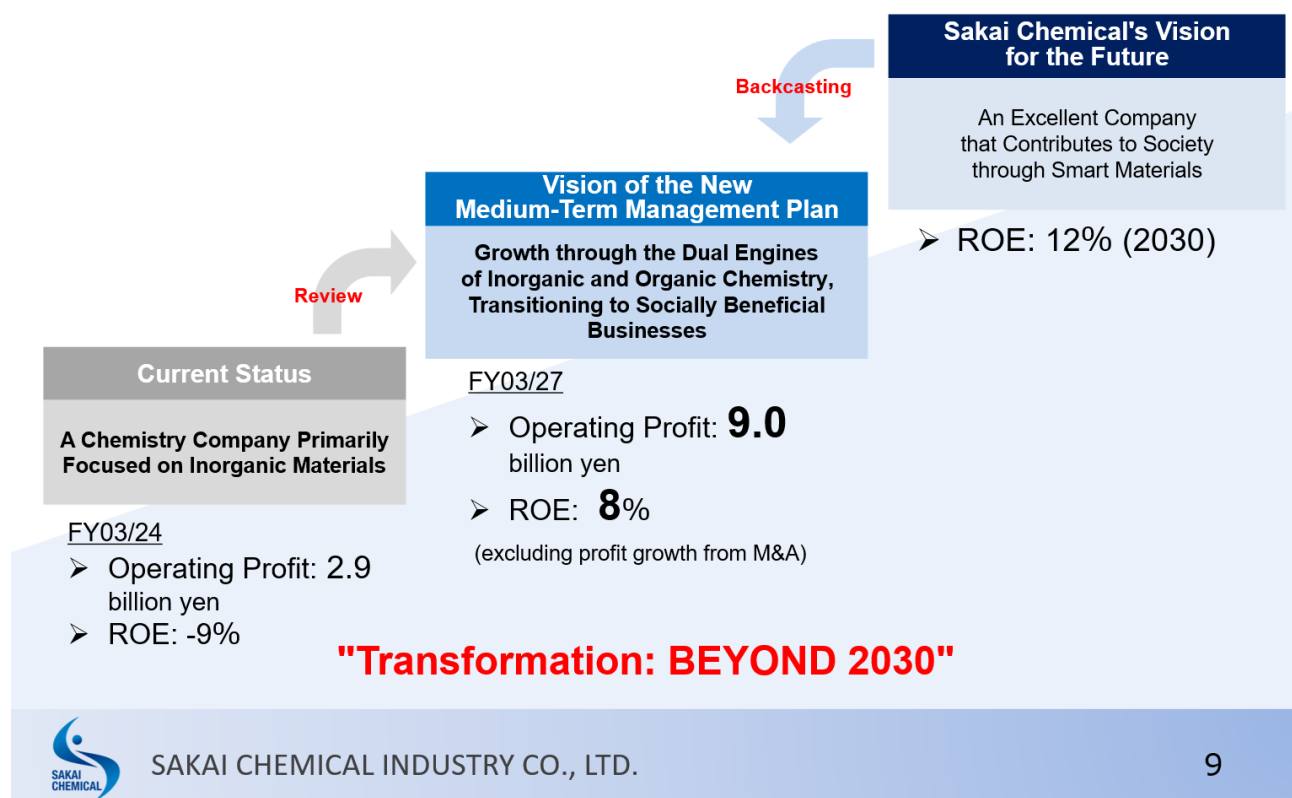 Sakai Chemical's Vision
for the Future
Backcasting
An Excellent Company
that Contributes to Society
through Smart Materials
➢ ROE: 12% (2030)
Vision of the New
Medium-Term Management Plan
Growth through the Dual Engines
of Inorganic and Organic Chemistry,
Transitioning to Socially Beneficial
Businesses
Review
FY03/27
➢ Operating Profit: 9.0
billion yen
➢ ROE: 8%
(excluding profit growth from M&A)
Current Status
A Chemistry Company Primarily
Focused on Inorganic Materials
FY03/24
➢ Operating Profit: 2.9
billion yen
➢ ROE: -9%
"Transformation: BEYOND 2030"
SAKAI
CHEMICAL
SAKAI CHEMICAL INDUSTRY CO., LTD.
9